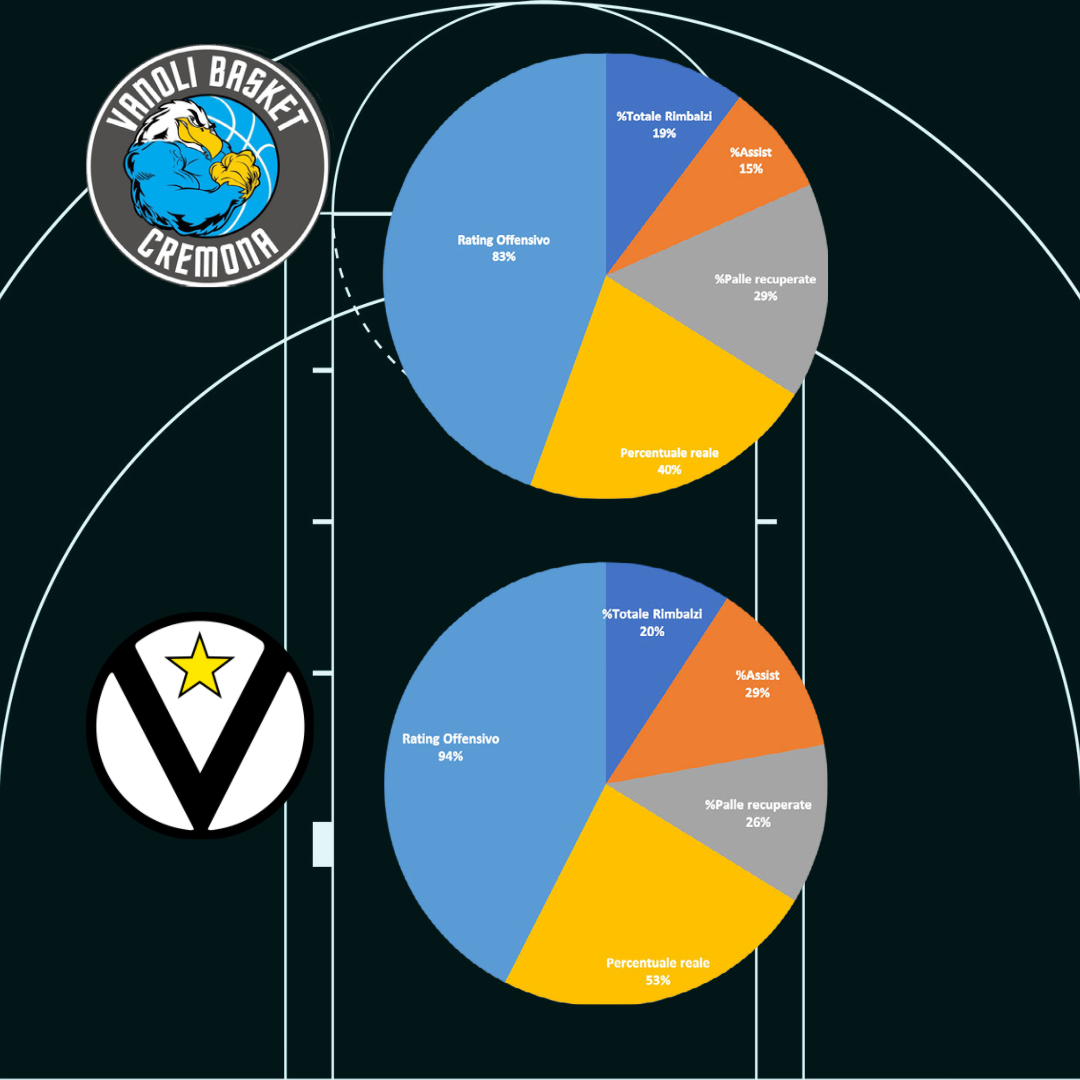 VANOLI BASKET
CREMONA
%Totale Rimbalzi
19%
%Assist
15%
%Palle recuperate
29%
Percentuale reale
40%
Rating Offensivo
83%
%Totale Rimbalzi
20%
%Assist
29%
%Palle recuperate
26%
Percentuale reale
53%
Rating Offensivo
94%